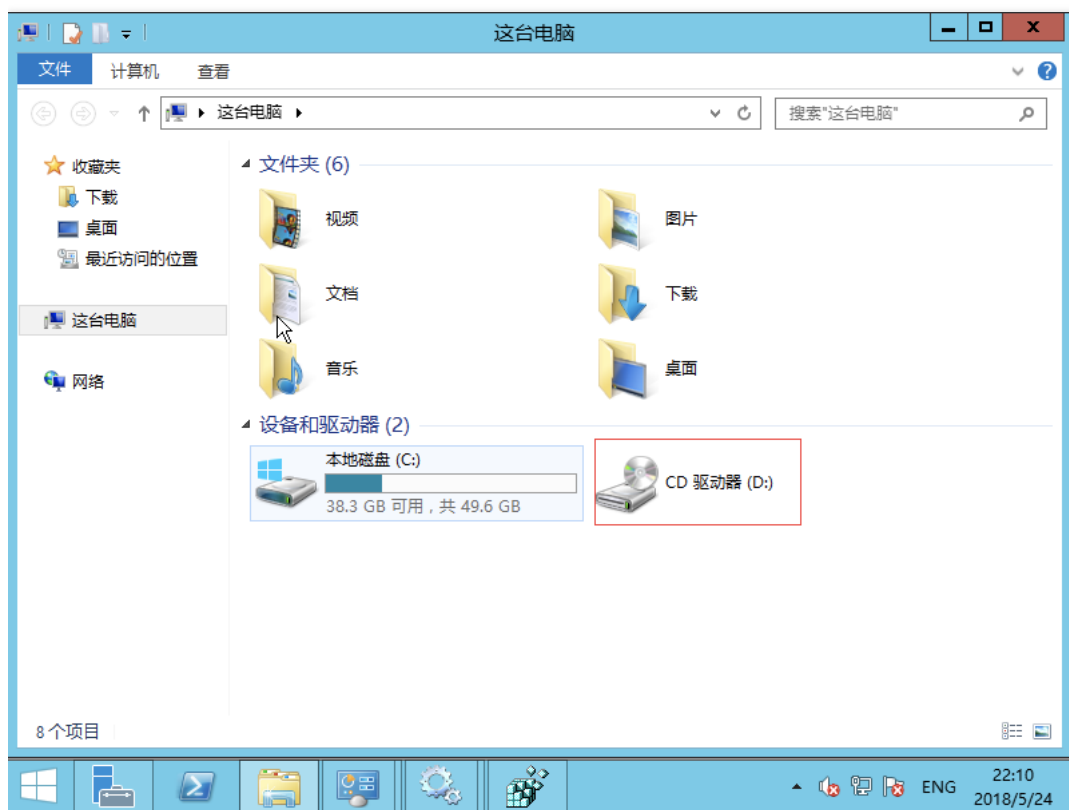 这台电脑
文件 计算机 查看
这台电脑
搜索"这台电脑"
收藏夹
下载
桌面
最近访问的位置
这台电脑
网络
文件夹 (6)
视频
图片
文档
下载
音乐
桌面
设备和驱动器 (2)
本地磁盘 (C:)
38.3 GB 可用，共 49.6 GB
CD 驱动器 (D:)
8 个项目
ENG
22:10
2018/5/24